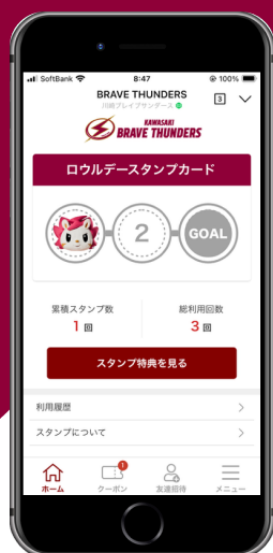 SoftBank 8:47 100%
BRAVE THUNDERS
川崎ブレイブサンダース
3
KAWASAKI
BRAVE THUNDERS
ロウルデースタンプカード
2
GOAL
累積スタンプ数 総利用回数
1回 3回
スタンプ特典を見る
利用履歴
スタンプについて
1
ホーム クーポン 友達招待 メニュー